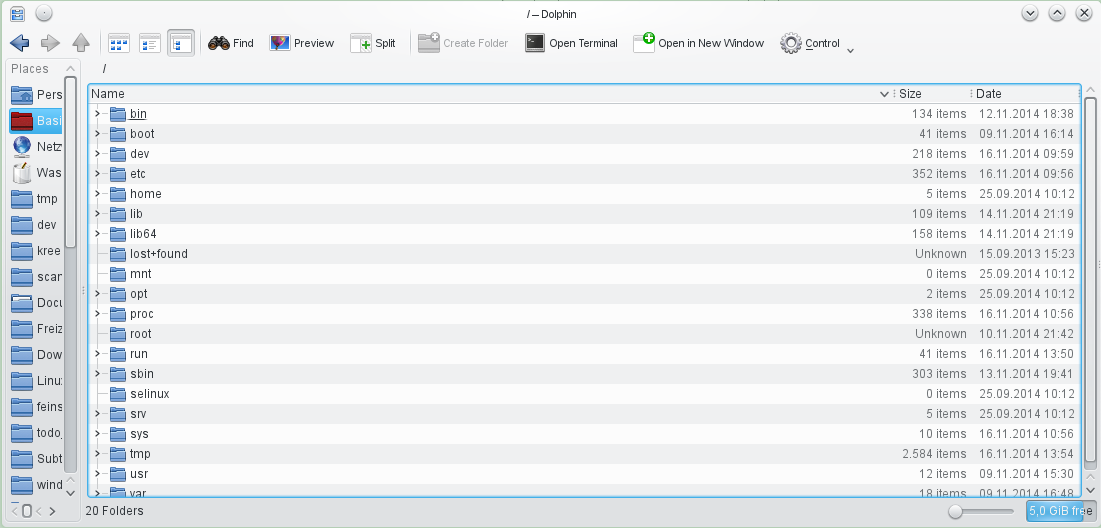 / – Dolphin
Find Preview Split Create Folder Open Terminal Open in New Window Control
Places
/
Pers
Basi
Netz
Was
tmp
dev
kree
scan
Docu
Freiz
Dow
Linu
feins
todo_
Subt
wind
Name Size Date
bin 134 items 12.11.2014 18:38
boot 41 items 09.11.2014 16:14
dev 218 items 16.11.2014 09:59
etc 352 items 16.11.2014 09:56
home 5 items 25.09.2014 10:12
lib 109 items 14.11.2014 21:19
lib64 158 items 14.11.2014 21:19
lost+found Unknown 15.09.2013 15:23
mnt 0 items 25.09.2014 10:12
opt 2 items 25.09.2014 10:12
proc 338 items 16.11.2014 10:56
root Unknown 10.11.2014 21:42
run 41 items 16.11.2014 13:50
sbin 303 items 13.11.2014 19:41
selinux 0 items 25.09.2014 10:12
srv 5 items 25.09.2014 10:12
sys 10 items 16.11.2014 10:56
tmp 2.584 items 16.11.2014 13:54
usr 12 items 09.11.2014 15:30
var 18 items 09.11.2014 16:48
20 Folders
5,0 GiB free